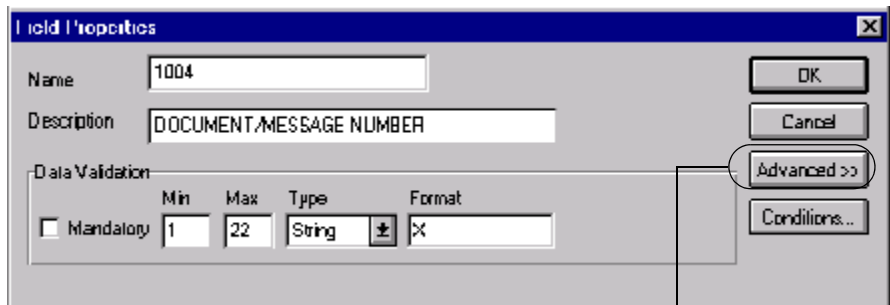 Field Properties
Name 1004 OK
Description DOCUMENT/MESSAGE NUMBER Cancel
Data Validation Advanced >>
Min Max Type Format
Mandatory 1 22 String X Conditions...